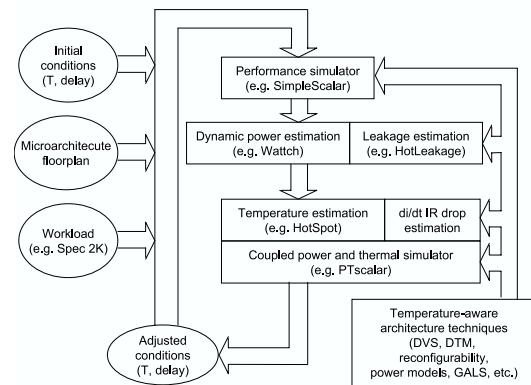 Initial
conditions
(T, delay)
Performance simulator
(e.g. SimpleScalar)
Microarchitecute
floorplan
Dynamic power estimation
(e.g. Wattch)
Leakage estimation
(e.g. HotLeakage)
Workload
(e.g. Spec 2K)
Temperature estimation
(e.g. HotSpot)
di/dt IR drop
estimation
Coupled power and thermal simulator
(e.g. PTscalar)
Adjusted
conditions
(T, delay)
Temperature-aware
architecture techniques
(DVS, DTM,
reconfigurability,
power models, GALS, etc.)